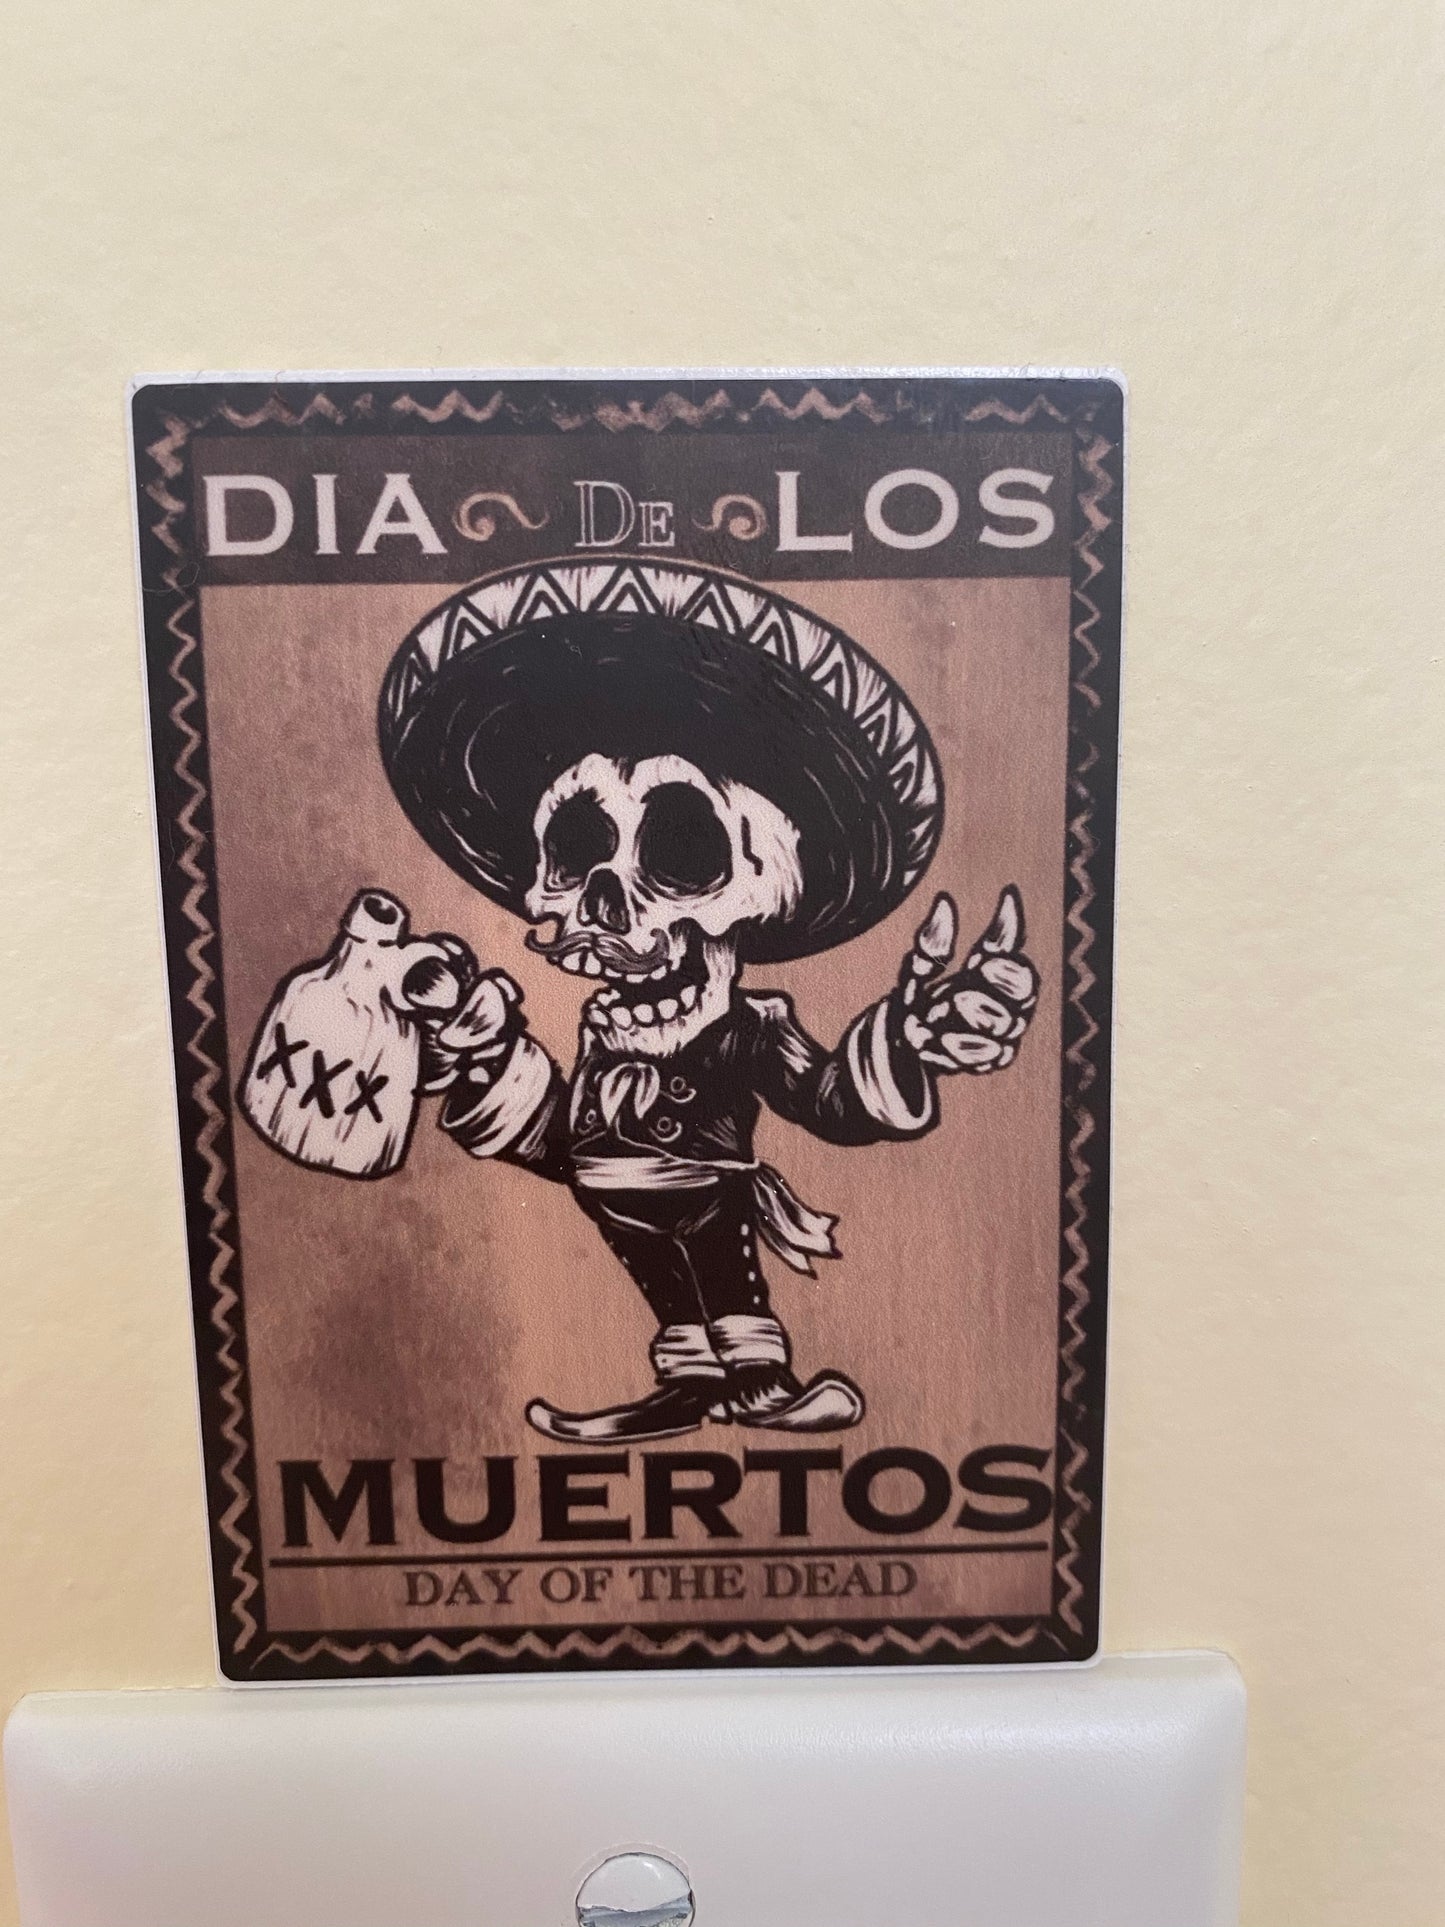 DIA DE LOS
XXX
MUERTOS
DAY OF THE DEAD